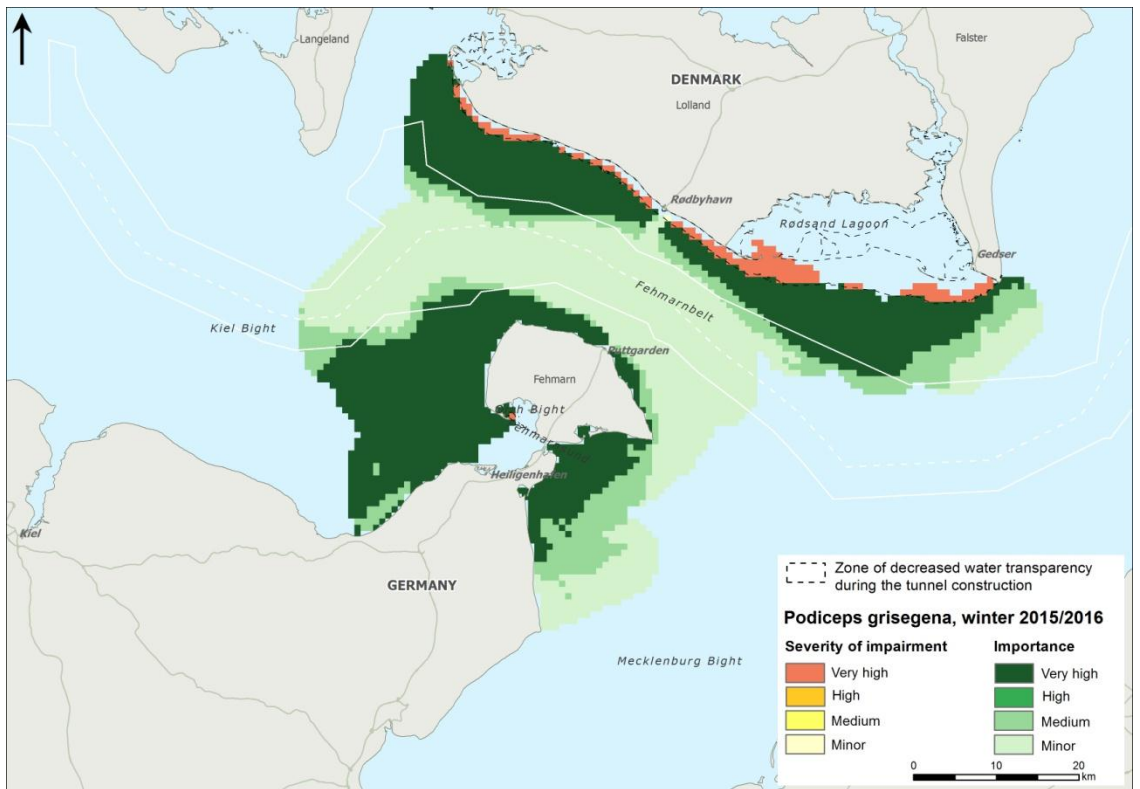 Langeland
Falster
DENMARK
Lolland
Rødbyhavn
Rødsand Lagoon
Gedser
Fehmarnbelt
Kiel Bight
Puttgarden
Fehmarn
Bight
Heiligenhafen
Kiel
GERMANY
Mecklenburg Bight
Zone of decreased water transparency
during the tunnel construction
Podiceps grisegena, winter 2015/2016
Severity of impairment Importance
Very high Very high
High High
Medium Medium
Minor Minor
0 10 20
km